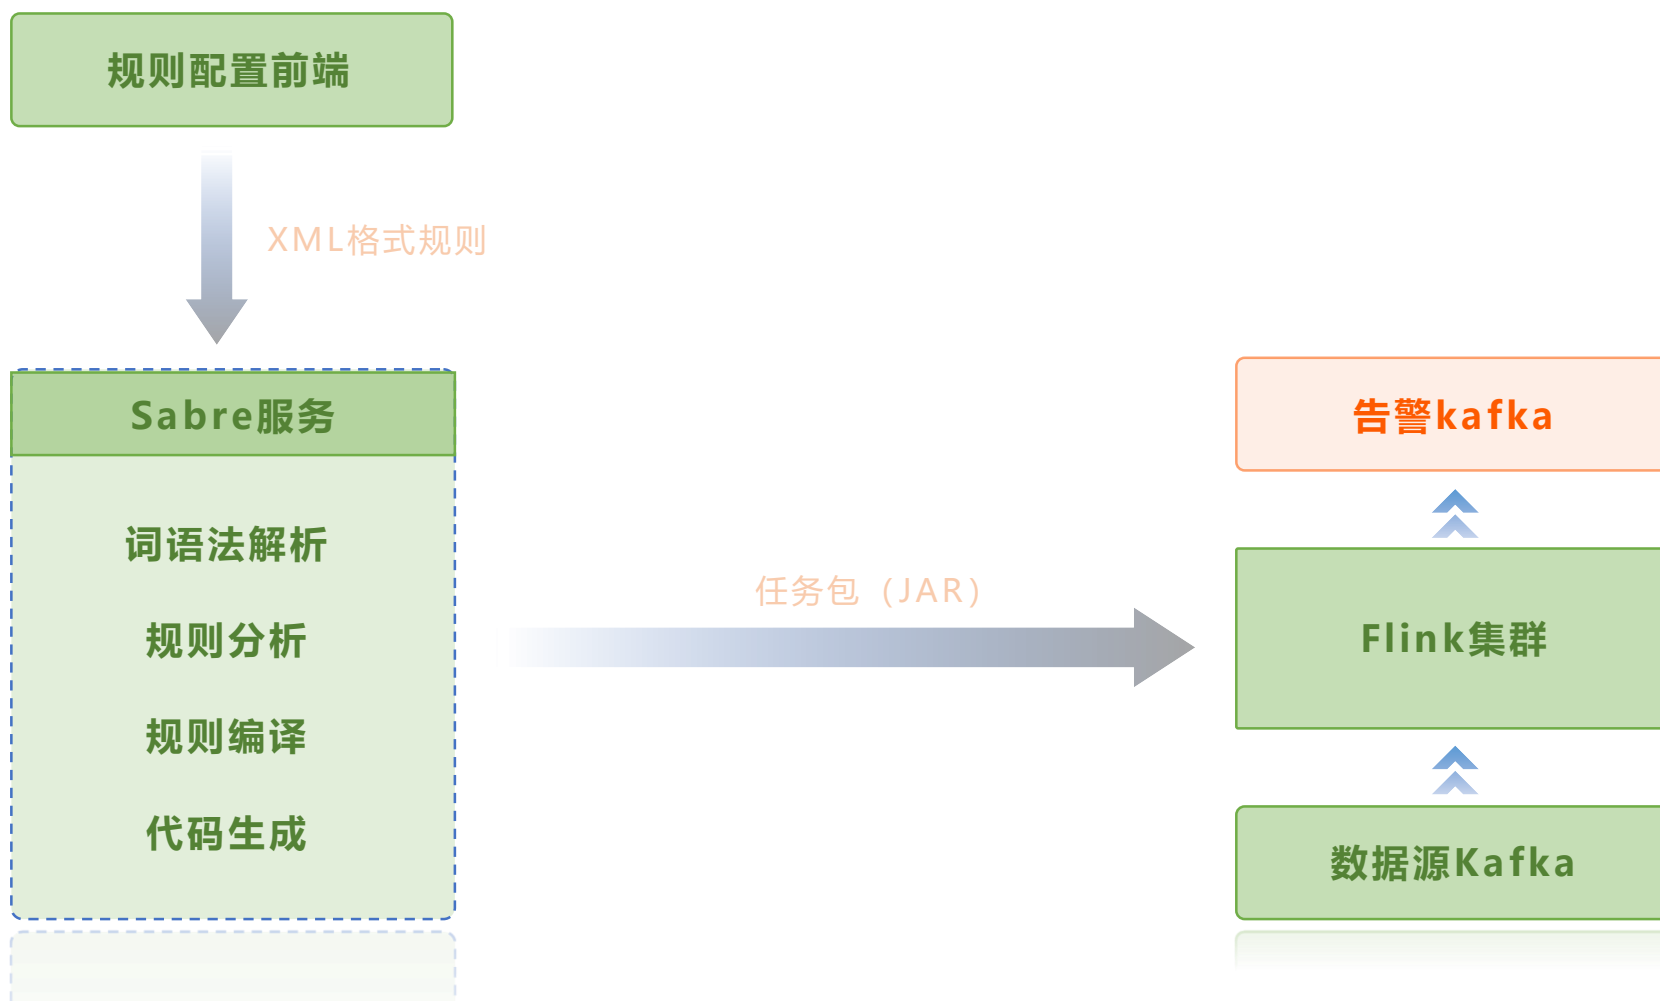 规则配置前端
XML格式规则
Sabre服务
词语法解析
规则分析
规则编译
代码生成
任务包（JAR）
告警kafka
Flink集群
数据源Kafka